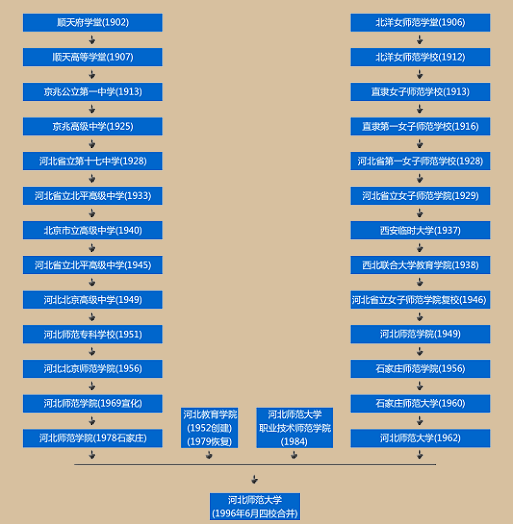 顺天府学堂(1902)
顺天高等学堂(1907)
京兆公立第一中学(1913)
京兆高级中学(1925)
河北省立第十七中学(1928)
河北省立北平高级中学(1933)
北京市立高级中学(1940)
河北省立北平高级中学(1945)
河北北京高级中学(1949)
河北师范专科学校(1951)
河北北京师范学院(1956)
河北师范学院(1969宣化)
河北师范学院(1978石家庄)
河北教育学院
(1952创建)
(1979恢复)
河北师范大学
职业技术师范学院
(1984)
北洋女师范学堂(1906)
北洋女师范学校(1912)
直隶女子师范学校(1913)
直隶第一女子师范学校(1916)
河北省第一女子师范学校(1928)
河北省立女子师范学院(1929)
西安临时大学(1937)
西北联合大学教育学院(1938)
河北省立女子师范学院复校(1946)
河北师范学院(1949)
石家庄师范学院(1956)
石家庄师范大学(1960)
河北师范大学(1962)
河北师范大学
(1996年6月四校合并)